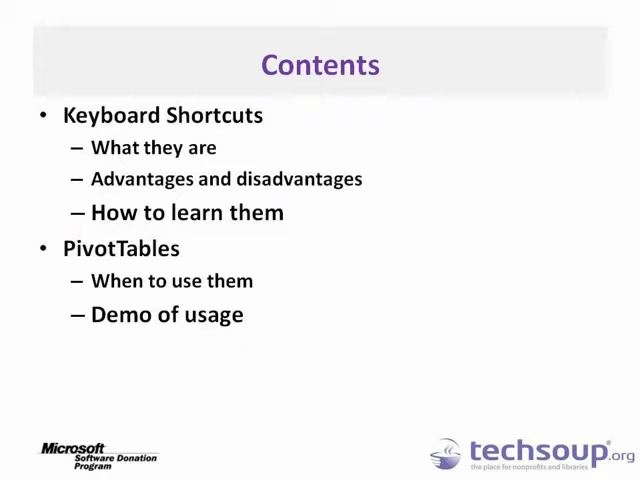 Contents
• Keyboard Shortcuts
– What they are
– Advantages and disadvantages
– How to learn them
• PivotTables
– When to use them
– Demo of usage
Microsoft
Software Donation
Program
techsoup.org
the place for nonprofits and libraries